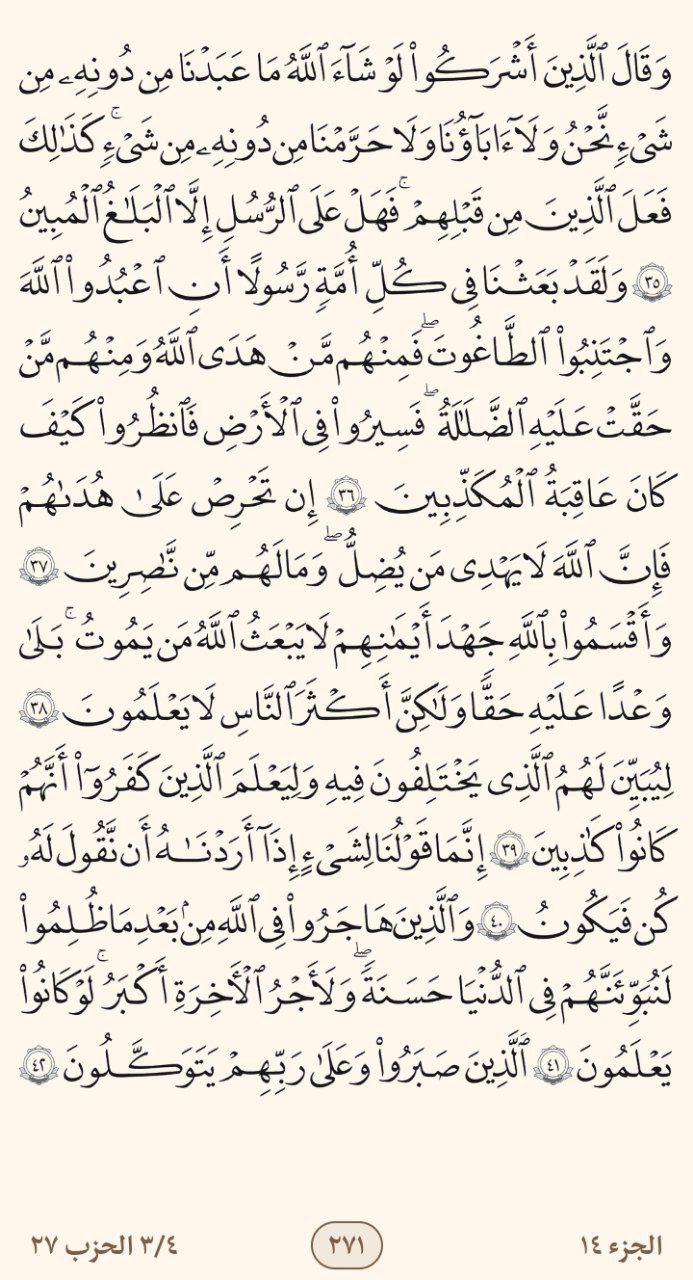 وَقَالَ ٱلَّذِينَ أَشْرَكُوا۟ لَوْ شَآءَ ٱللَّهُ مَا عَبَدْنَا مِن دُونِهِۦ مِن
شَىْءٍ نَّحْنُ وَلَآ ءَابَآؤُنَا وَلَا حَرَّمْنَا مِن دُونِهِۦ مِن شَىْءٍ ۚ كَذَٰلِكَ
فَعَلَ ٱلَّذِينَ مِن قَبْلِهِمْ ۚ فَهَلْ عَلَى ٱلرُّسُلِ إِلَّا ٱلْبَلَـٰغُ ٱلْمُبِينُ
٣٥ وَلَقَدْ بَعَثْنَا فِى كُلِّ أُمَّةٍ رَّسُولًا أَنِ ٱعْبُدُوا۟ ٱللَّهَ
وَٱجْتَنِبُوا۟ ٱلطَّـٰغُوتَ ۖ فَمِنْهُم مَّنْ هَدَى ٱللَّهُ وَمِنْهُم مَّنْ
حَقَّتْ عَلَيْهِ ٱلضَّلَـٰلَةُ ۖ فَسِيرُوا۟ فِى ٱلْأَرْضِ فَٱنظُرُوا۟ كَيْفَ
كَانَ عَـٰقِبَةُ ٱلْمُكَذِّبِينَ ٣٦ إِن تَحْرِصْ عَلَىٰ هُدَىٰهُمْ
فَإِنَّ ٱللَّهَ لَا يَهْدِى مَن يُضِلُّ ۖ وَمَا لَهُم مِّن نَّـٰصِرِينَ ٣٧
وَأَقْسَمُوا۟ بِٱللَّهِ جَهْدَ أَيْمَـٰنِهِمْ لَا يَبْعَثُ ٱللَّهُ مَن يَمُوتُ ۚ بَلَىٰ
وَعْدًا عَلَيْهِ حَقًّا وَلَـٰكِنَّ أَكْثَرَ ٱلنَّاسِ لَا يَعْلَمُونَ ٣٨
لِيُبَيِّنَ لَهُمُ ٱلَّذِى يَخْتَلِفُونَ فِيهِ وَلِيَعْلَمَ ٱلَّذِينَ كَفَرُوٓا۟ أَنَّهُمْ
كَانُوا۟ كَـٰذِبِينَ ٣٩ إِنَّمَا قَوْلُنَا لِشَىْءٍ إِذَآ أَرَدْنَـٰهُ أَن نَّقُولَ لَهُۥ
كُن فَيَكُونُ ٤٠ وَٱلَّذِينَ هَاجَرُوا۟ فِى ٱللَّهِ مِنۢ بَعْدِ مَا ظُلِمُوا۟
لَنُبَوِّئَنَّهُمْ فِى ٱلدُّنْيَا حَسَنَةً ۖ وَلَأَجْرُ ٱلْـَٔاخِرَةِ أَكْبَرُ ۚ لَوْ كَانُوا۟
يَعْلَمُونَ ٤١ ٱلَّذِينَ صَبَرُوا۟ وَعَلَىٰ رَبِّهِمْ يَتَوَكَّلُونَ ٤٢
الجزء ١٤ ٢٧١ ٣/٤ الحزب ٢٧